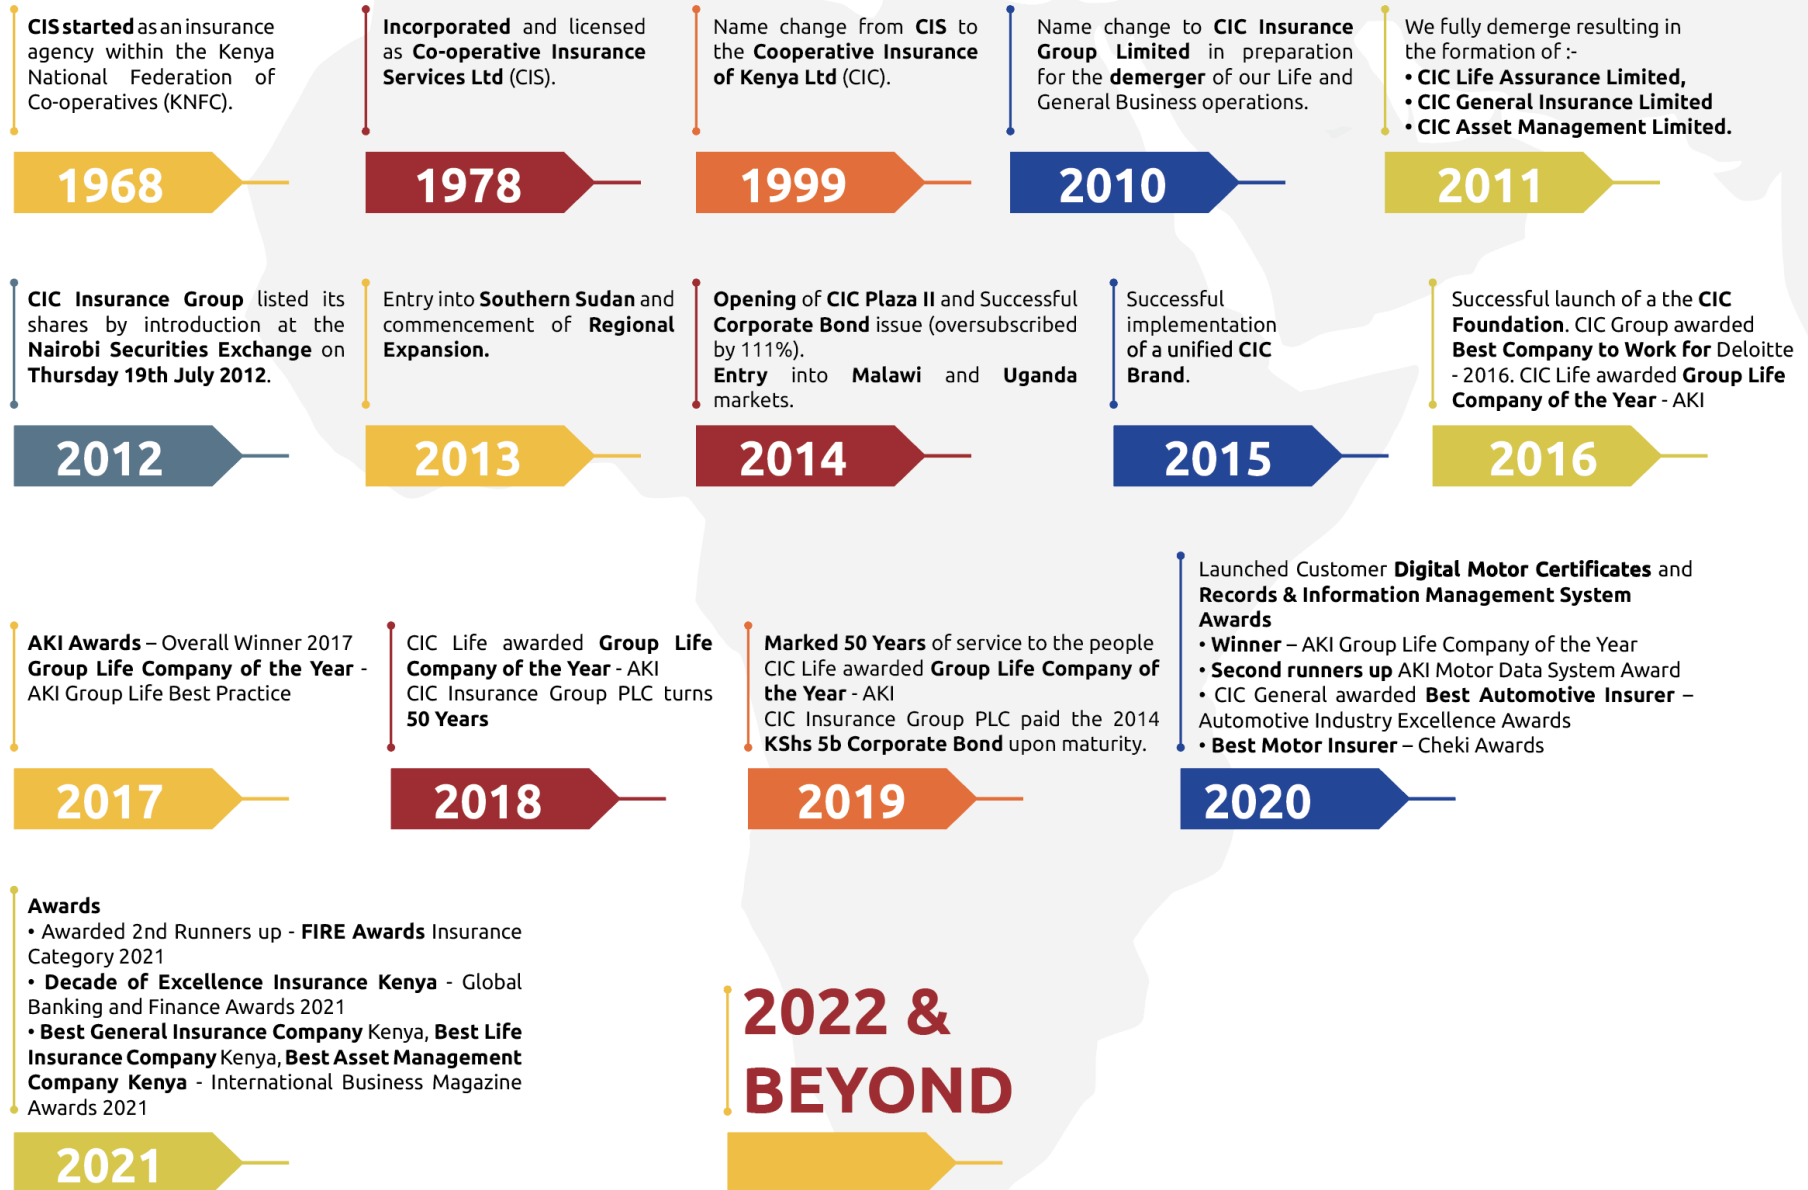 CIS started as an insurance
agency within the Kenya
National Federation of
Co-operatives (KNFC).
1968
Incorporated and licensed
as Co-operative Insurance
Services Ltd (CIS).
1978
Name change from CIS to
the Cooperative Insurance
of Kenya Ltd (CIC).
1999
Name change to CIC Insurance
Group Limited in preparation
for the demerger of our Life and
General Business operations.
2010
We fully demerge resulting in
the formation of :-
• CIC Life Assurance Limited,
• CIC General Insurance Limited
• CIC Asset Management Limited.
2011
CIC Insurance Group listed its
shares by introduction at the
Nairobi Securities Exchange on
Thursday 19th July 2012.
2012
Entry into Southern Sudan and
commencement of Regional
Expansion.
2013
Opening of CIC Plaza II and Successful
Corporate Bond issue (oversubscribed
by 111%).
Entry into Malawi and Uganda
markets.
2014
Successful
implementation
of a unified CIC
Brand.
2015
Successful launch of a the CIC
Foundation. CIC Group awarded
Best Company to Work for Deloitte
- 2016. CIC Life awarded Group Life
Company of the Year - AKI
2016
AKI Awards – Overall Winner 2017
Group Life Company of the Year -
AKI Group Life Best Practice
2017
CIC Life awarded Group Life
Company of the Year - AKI
CIC Insurance Group PLC turns
50 Years
2018
Marked 50 Years of service to the people
CIC Life awarded Group Life Company of
the Year - AKI
CIC Insurance Group PLC paid the 2014
KShs 5b Corporate Bond upon maturity.
2019
Launched Customer Digital Motor Certificates and
Records & Information Management System
Awards
• Winner – AKI Group Life Company of the Year
• Second runners up AKI Motor Data System Award
• CIC General awarded Best Automotive Insurer –
Automotive Industry Excellence Awards
• Best Motor Insurer – Cheki Awards
2020
Awards
• Awarded 2nd Runners up - FIRE Awards Insurance
Category 2021
• Decade of Excellence Insurance Kenya - Global
Banking and Finance Awards 2021
• Best General Insurance Company Kenya, Best Life
Insurance Company Kenya, Best Asset Management
Company Kenya - International Business Magazine
Awards 2021
2021
2022 &
BEYOND